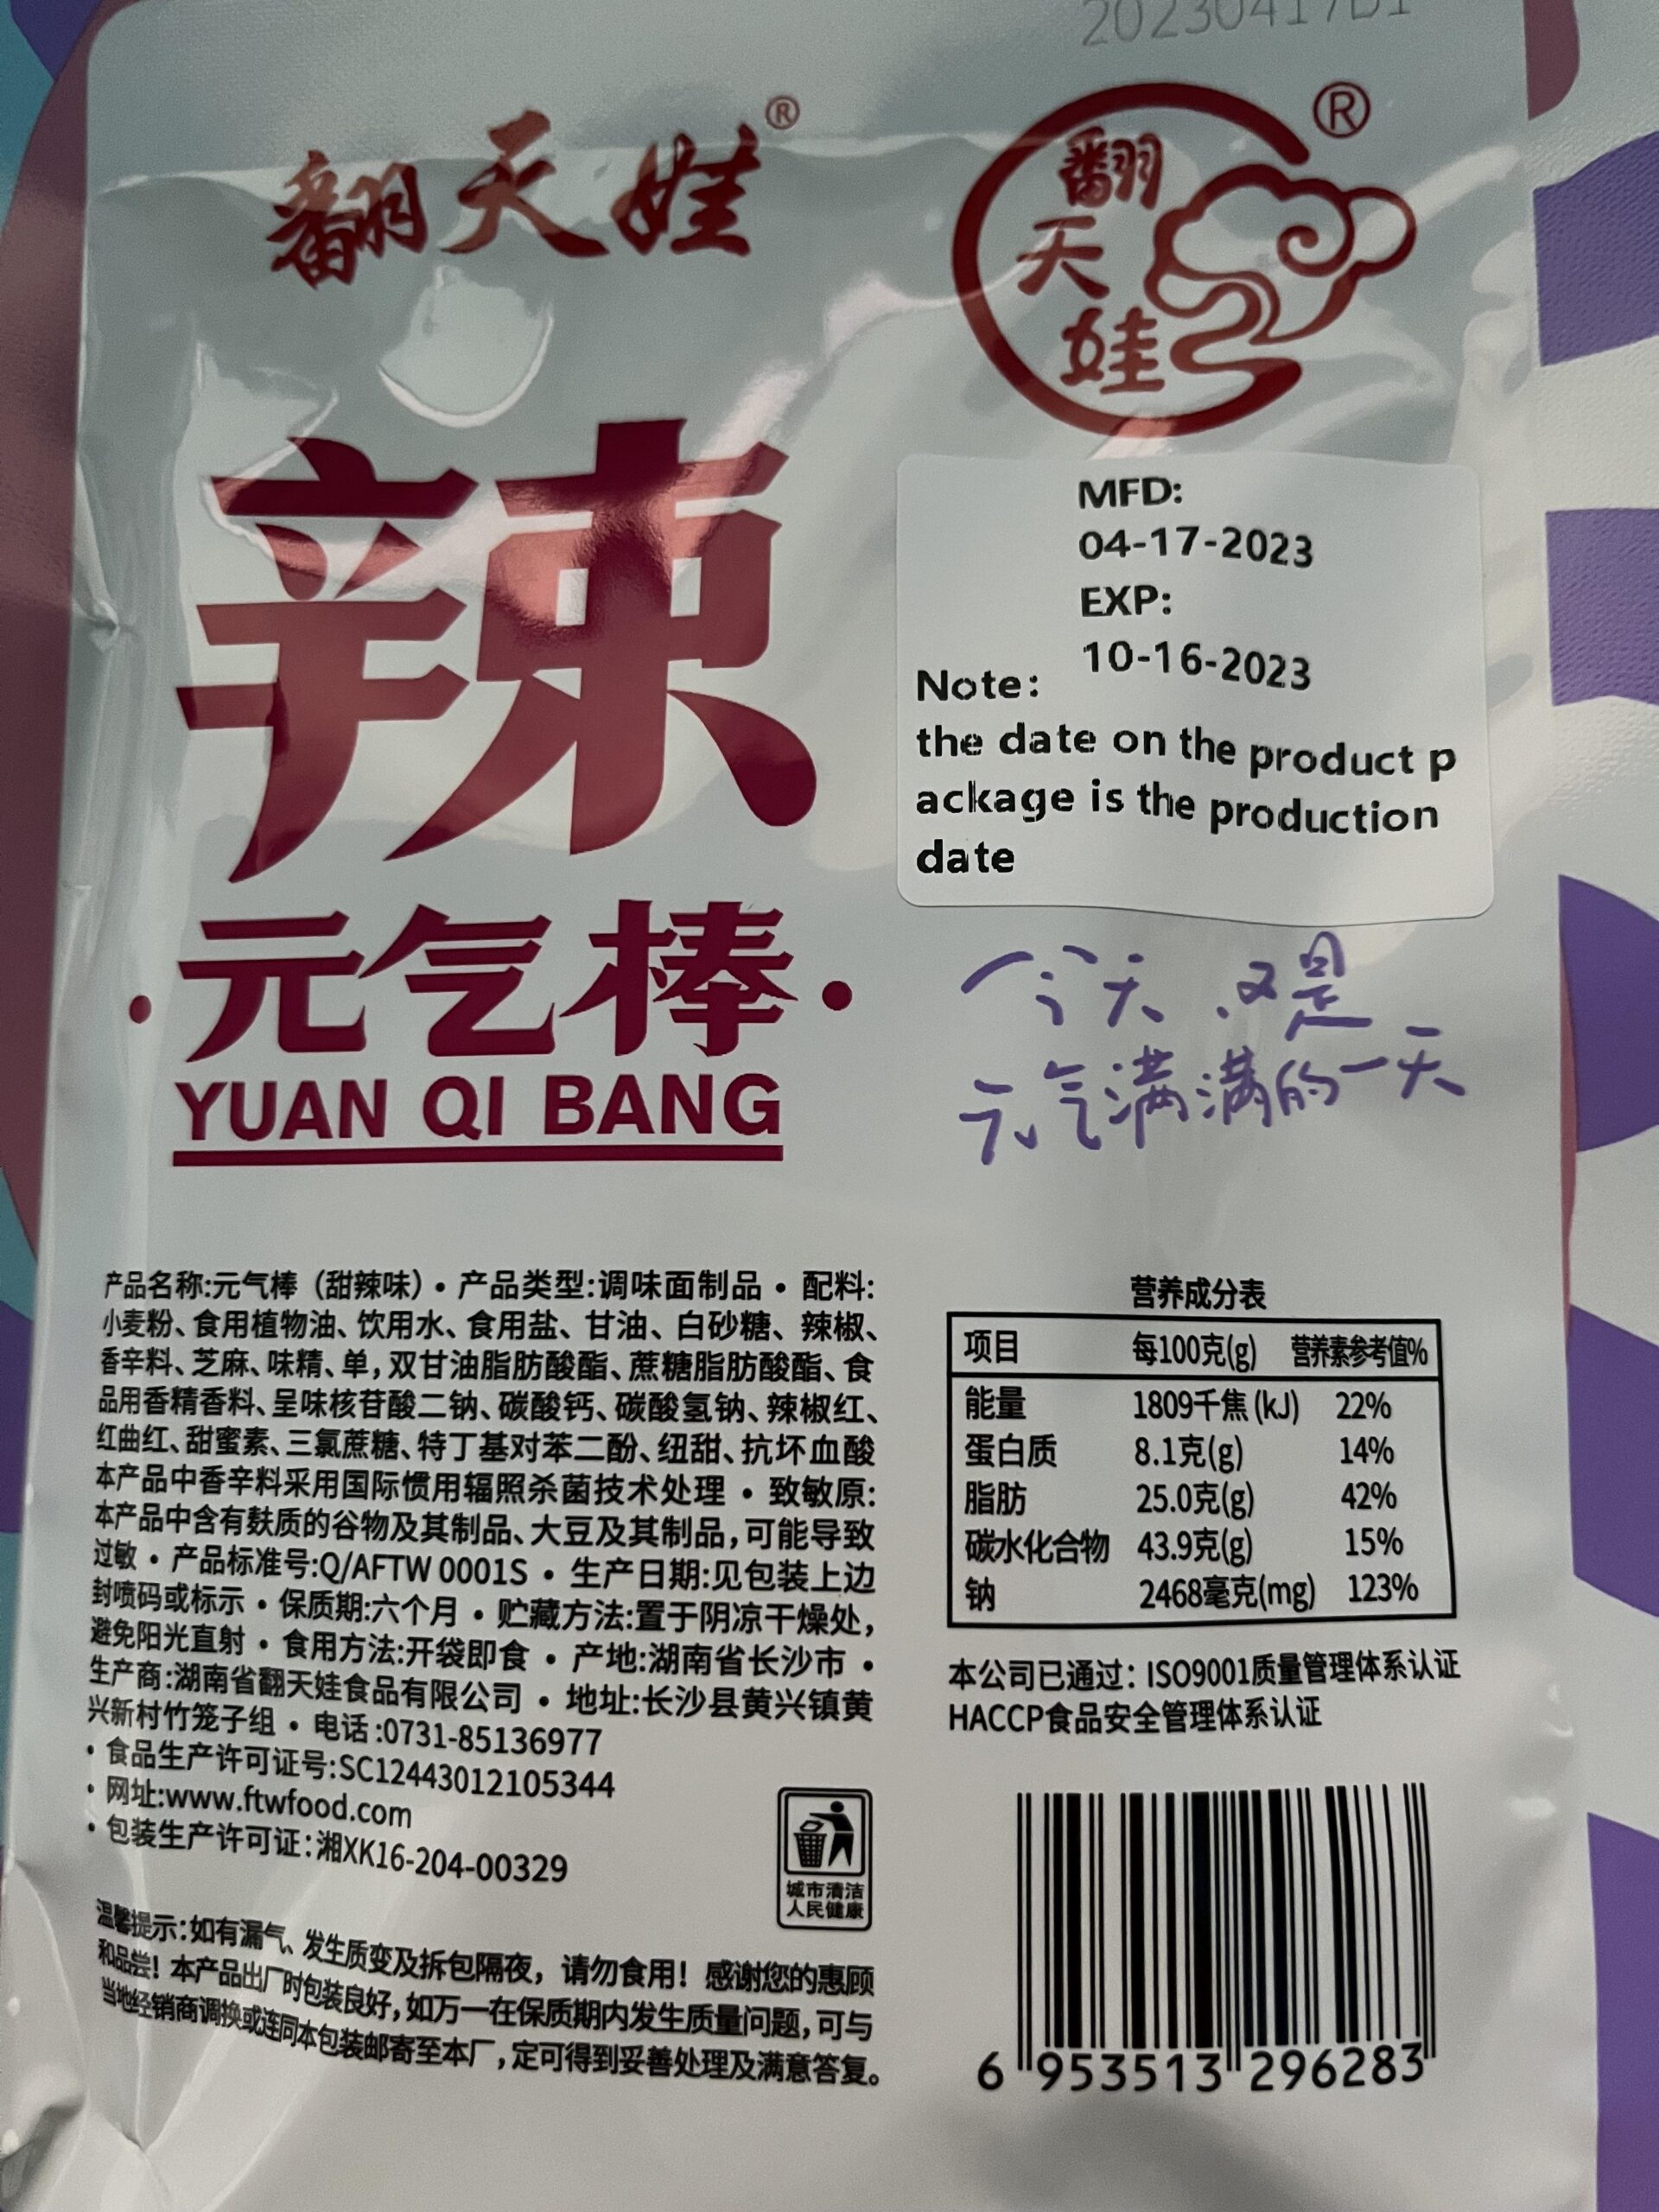 20230417D1
翻天娃®
翻天娃®
辣
·元气棒·
YUAN QI BANG
MFD:
04-17-2023
EXP:
10-16-2023
Note:
the date on the product p
ackage is the production
date
今天又是
元气满满的一天
产品名称:元气棒（甜辣味）• 产品类型:调味面制品 • 配料:
小麦粉、食用植物油、饮用水、食用盐、甘油、白砂糖、辣椒、
香辛料、芝麻、味精、单,双甘油脂肪酸酯、蔗糖脂肪酸酯、食
品用香精香料、呈味核苷酸二钠、碳酸钙、碳酸氢钠、辣椒红、
红曲红、甜蜜素、三氯蔗糖、特丁基对苯二酚、纽甜、抗坏血酸
本产品中香辛料采用国际惯用辐照杀菌技术处理 • 致敏原:
本产品中含有麸质的谷物及其制品、大豆及其制品,可能导致
过敏 • 产品标准号:Q/AFTW 0001S • 生产日期:见包装上边
封喷码或标示 • 保质期:六个月 • 贮藏方法:置于阴凉干燥处,
避免阳光直射 • 食用方法:开袋即食 • 产地:湖南省长沙市 •
生产商:湖南省翻天娃食品有限公司 • 地址:长沙县黄兴镇黄
兴新村竹笼子组 • 电话:0731-85136977
• 食品生产许可证号:SC12443012105344
• 网址:www.ftwfood.com
• 包装生产许可证:湘XK16-204-00329
城市清洁
人民健康
温馨提示:如有漏气、发生质变及拆包隔夜，请勿食用！感谢您的惠顾
和品尝！本产品出厂时包装良好,如万一在保质期内发生质量问题,可与
当地经销商调换或连同本包装邮寄至本厂,定可得到妥善处理及满意答复。
营养成分表
项目 每100克(g) 营养素参考值%
能量 1809千焦(kJ) 22%
蛋白质 8.1克(g) 14%
脂肪 25.0克(g) 42%
碳水化合物 43.9克(g) 15%
钠 2468毫克(mg) 123%
本公司已通过：ISO9001质量管理体系认证
HACCP食品安全管理体系认证
6 953513 296283